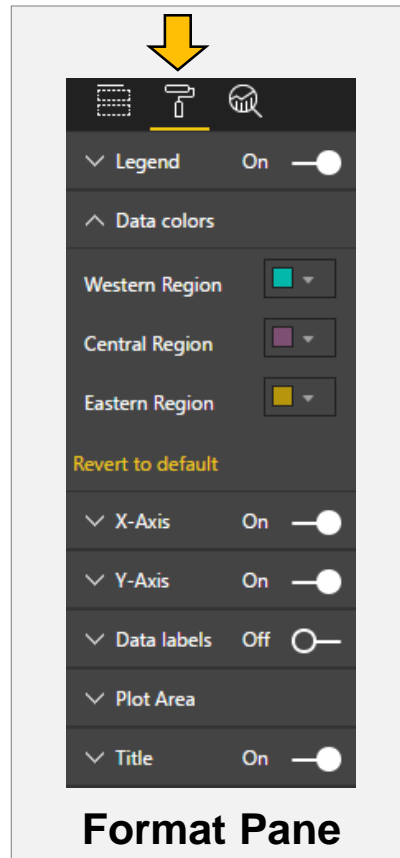 Legend On
Data colors
Western Region
Central Region
Eastern Region
Revert to default
X-Axis On
Y-Axis On
Data labels Off
Plot Area
Title On
Format Pane